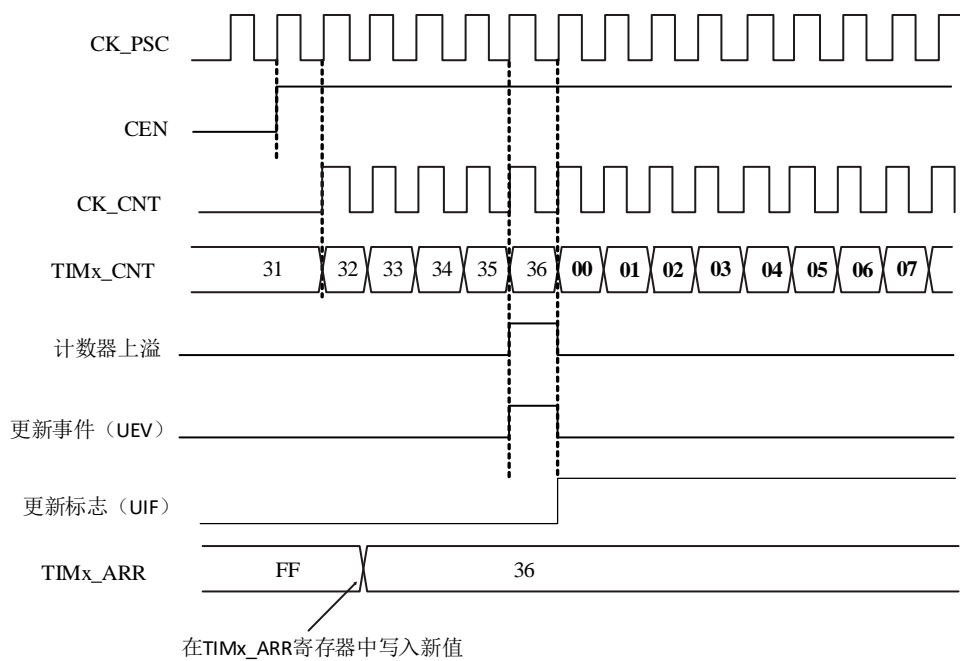 CK_PSC
CEN
CK_CNT
TIMx_CNT 31 32 33 34 35 36 00 01 02 03 04 05 06 07
计数器上溢
更新事件（UEV）
更新标志（UIF）
TIMx_ARR FF 36
在TIMx_ARR寄存器中写入新值